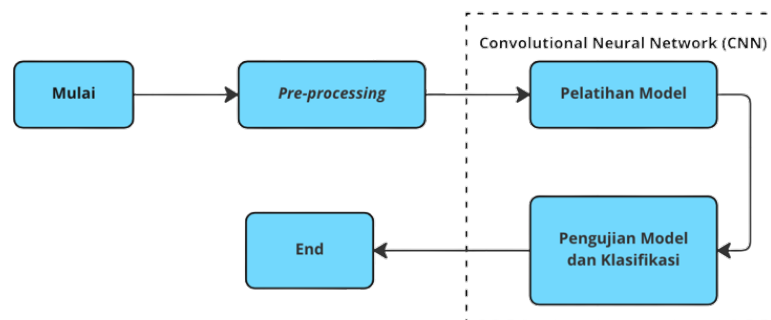 Convolutional Neural Network (CNN)
Mulai
Pre-processing
Pelatihan Model
Pengujian Model
dan Klasifikasi
End